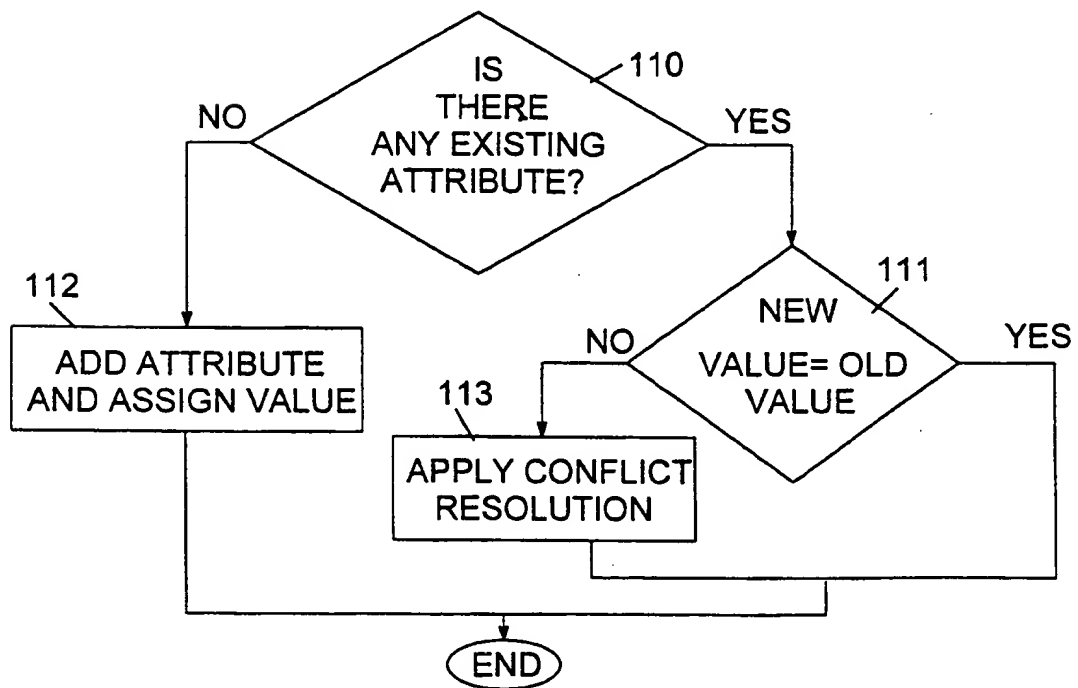 IS
THERE
ANY EXISTING
ATTRIBUTE?
110
NO
YES
112
ADD ATTRIBUTE
AND ASSIGN VALUE
NEW
VALUE= OLD
VALUE
111
NO
YES
113
APPLY CONFLICT
RESOLUTION
END